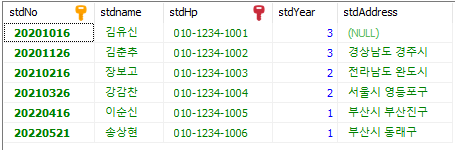 stdNo stdname stdHp stdYear stdAddress
20201016 김유신 010-1234-1001 3 (NULL)
20201126 김춘추 010-1234-1002 3 경상남도 경주시
20210216 장보고 010-1234-1003 2 전라남도 완도시
20210326 강감찬 010-1234-1004 2 서울시 영등포구
20220416 이순신 010-1234-1005 1 부산시 부산진구
20220521 송상현 010-1234-1006 1 부산시 동래구